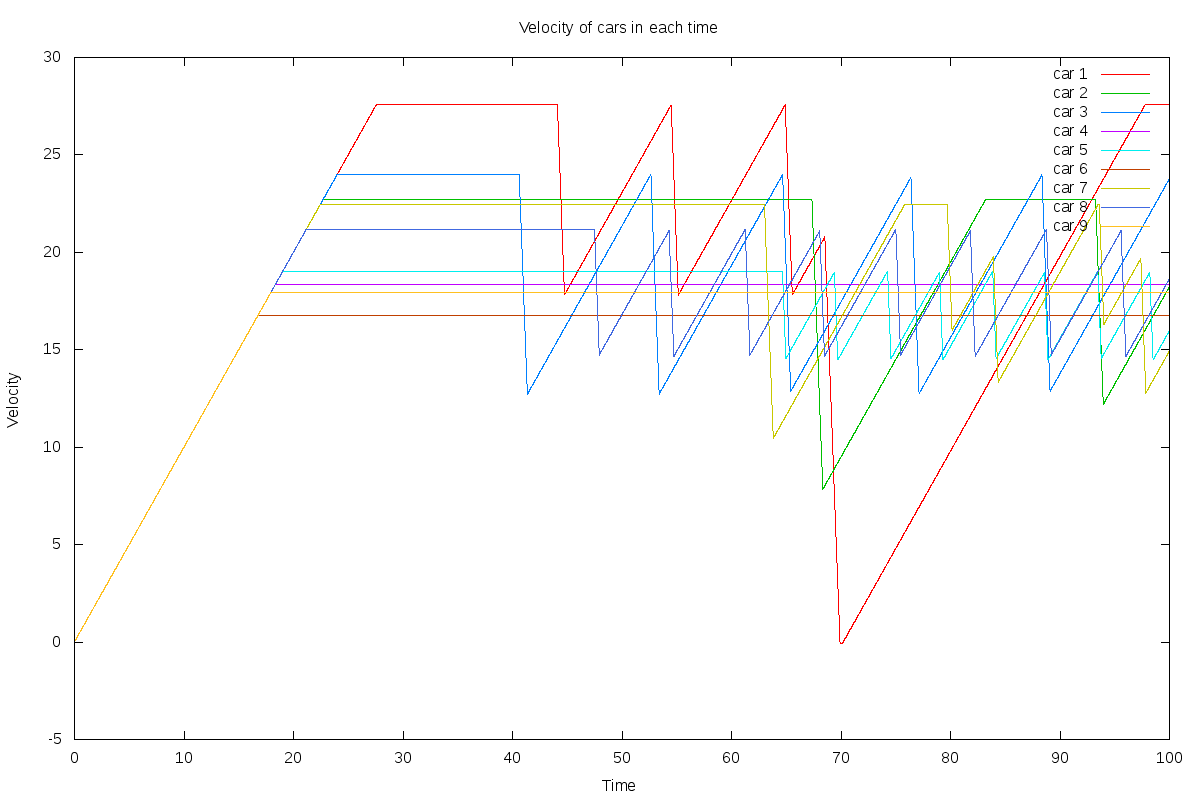 Velocity of cars in each time
30
25
20
15
10
5
0
-5
Velocity
car 1
car 2
car 3
car 4
car 5
car 6
car 7
car 8
car 9
0 10 20 30 40 50 60 70 80 90 100
Time